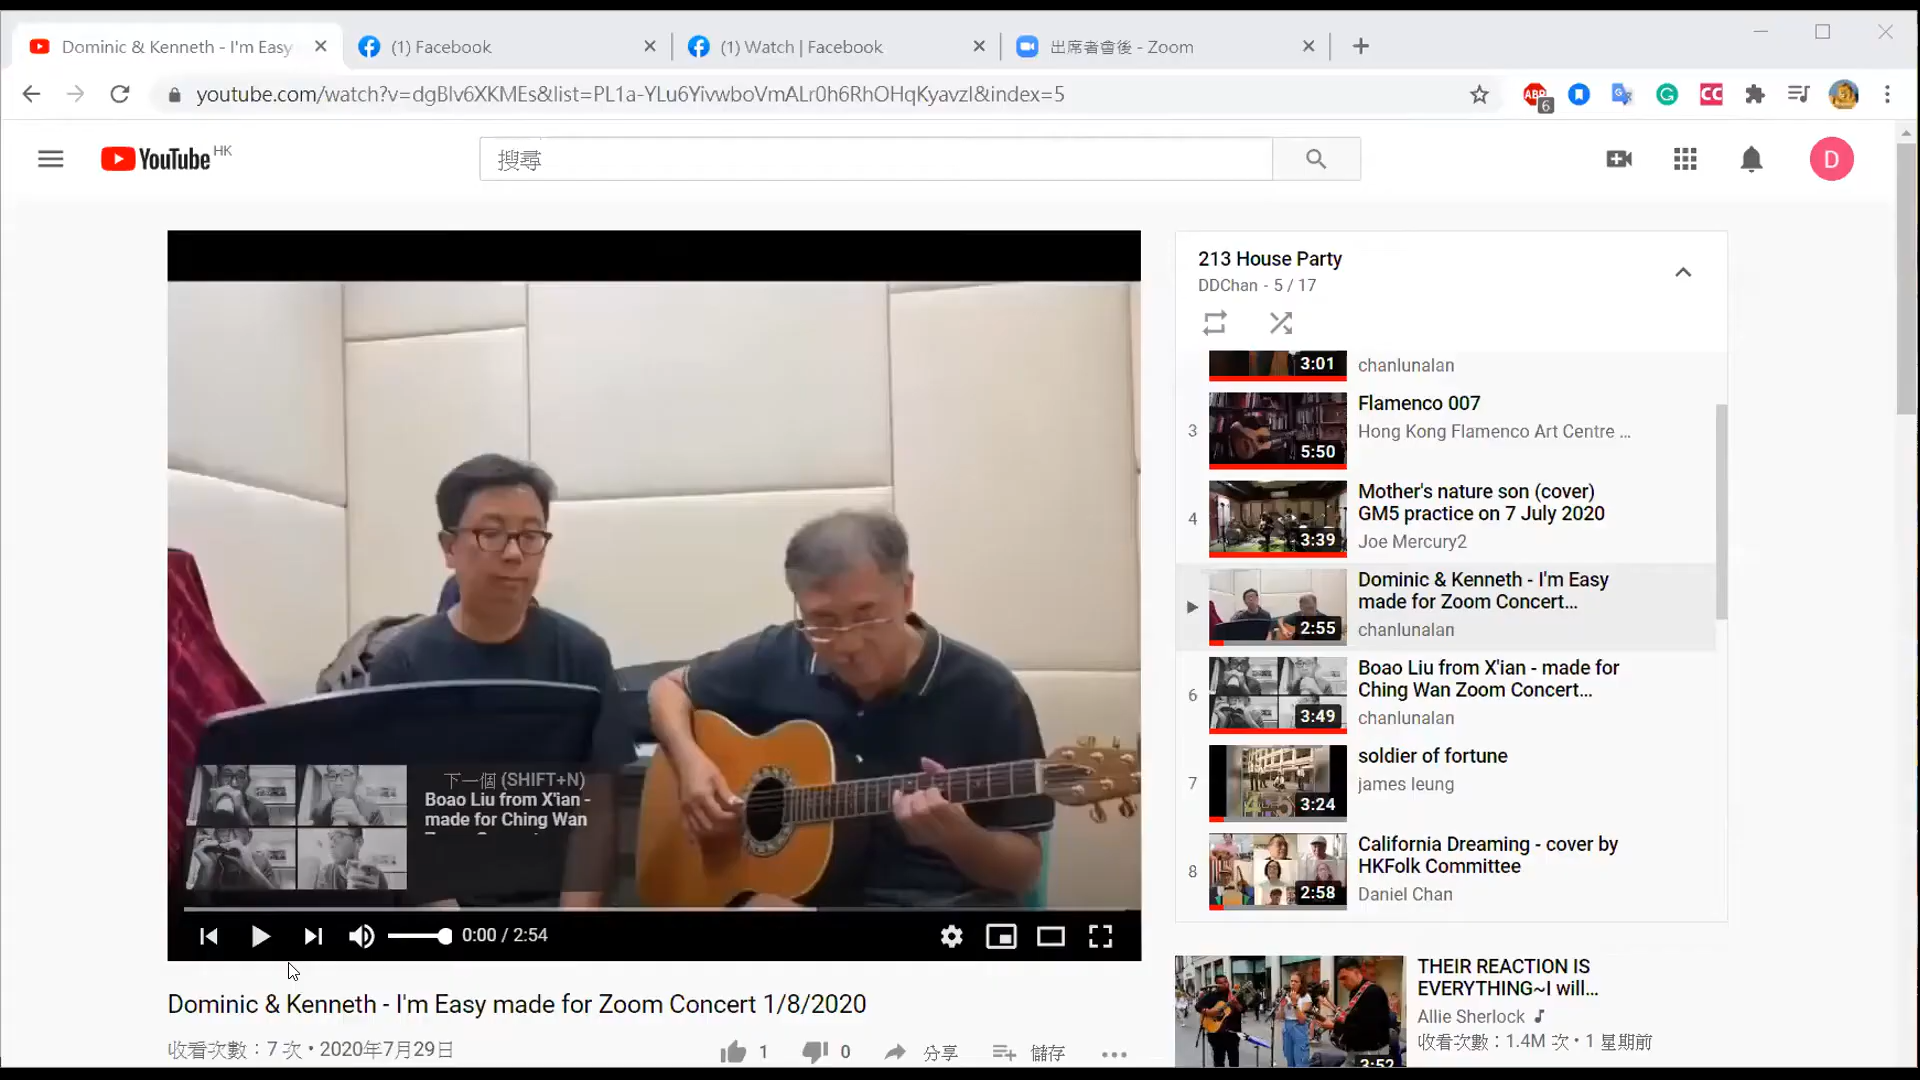 Dominic & Kenneth - I'm Easy
(1) Facebook
(1) Watch | Facebook
出席者會後 - Zoom
youtube.com/watch?v=dgBlv6XKMEs&list=PL1a-YLu6YivwboVmALr0h6RhOHqKyavzI&index=5
ABP
6
CC
YouTube HK
搜尋
D
下一個 (SHIFT+N)
Boao Liu from X'ian -
made for Ching Wan
0:00 / 2:54
Dominic & Kenneth - I'm Easy made for Zoom Concert 1/8/2020
收看次數：7 次 • 2020年7月29日
1
0
分享
儲存
213 House Party
DDChan - 5 / 17
3:01
chanlunalan
3
5:50
Flamenco 007
Hong Kong Flamenco Art Centre ...
4
3:39
Mother's nature son (cover)
GM5 practice on 7 July 2020
Joe Mercury2
2:55
Dominic & Kenneth - I'm Easy
made for Zoom Concert...
chanlunalan
6
3:49
Boao Liu from X'ian - made for
Ching Wan Zoom Concert...
chanlunalan
7
3:24
soldier of fortune
james leung
8
2:58
California Dreaming - cover by
HKFolk Committee
Daniel Chan
3:52
THEIR REACTION IS
EVERYTHING~I will...
Allie Sherlock
收看次數：1.4M 次 • 1 星期前